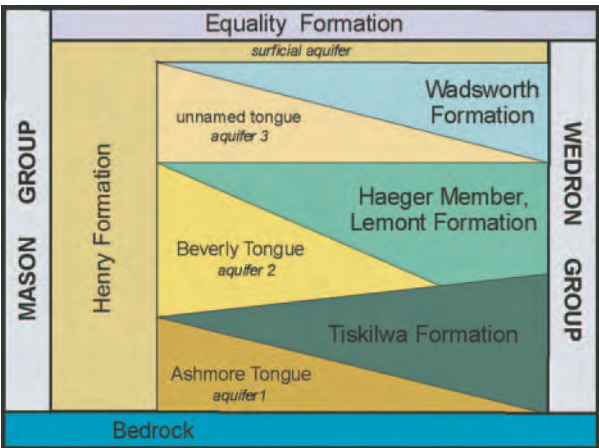 Equality Formation
surficial aquifer
MASON GROUP
Henry Formation
unnamed tongue
aquifer 3
Wadsworth
Formation
Haeger Member,
Lemont Formation
Beverly Tongue
aquifer 2
Tiskilwa Formation
Ashmore Tongue
aquifer1
WEDRON GROUP
Bedrock